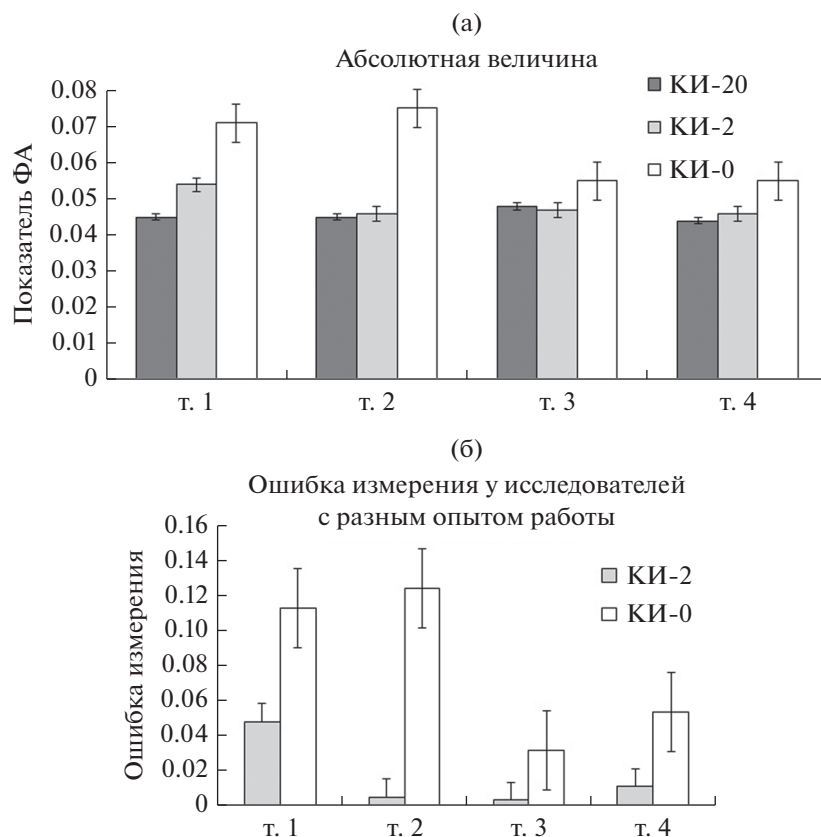 (а)
Абсолютная величина
КИ-20
КИ-2
КИ-0
Показатель ФА
0.08
0.07
0.06
0.05
0.04
0.03
0.02
0.01
0
т. 1
т. 2
т. 3
т. 4
(б)
Ошибка измерения у исследователей
с разным опытом работы
КИ-2
КИ-0
Ошибка измерения
0.16
0.14
0.12
0.10
0.08
0.06
0.04
0.02
0
т. 1
т. 2
т. 3
т. 4